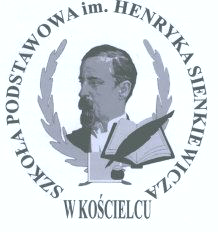 SZKOŁA PODSTAWOWA im. HENRYKA SIENKIEWICZA
W KOŚCIELCU